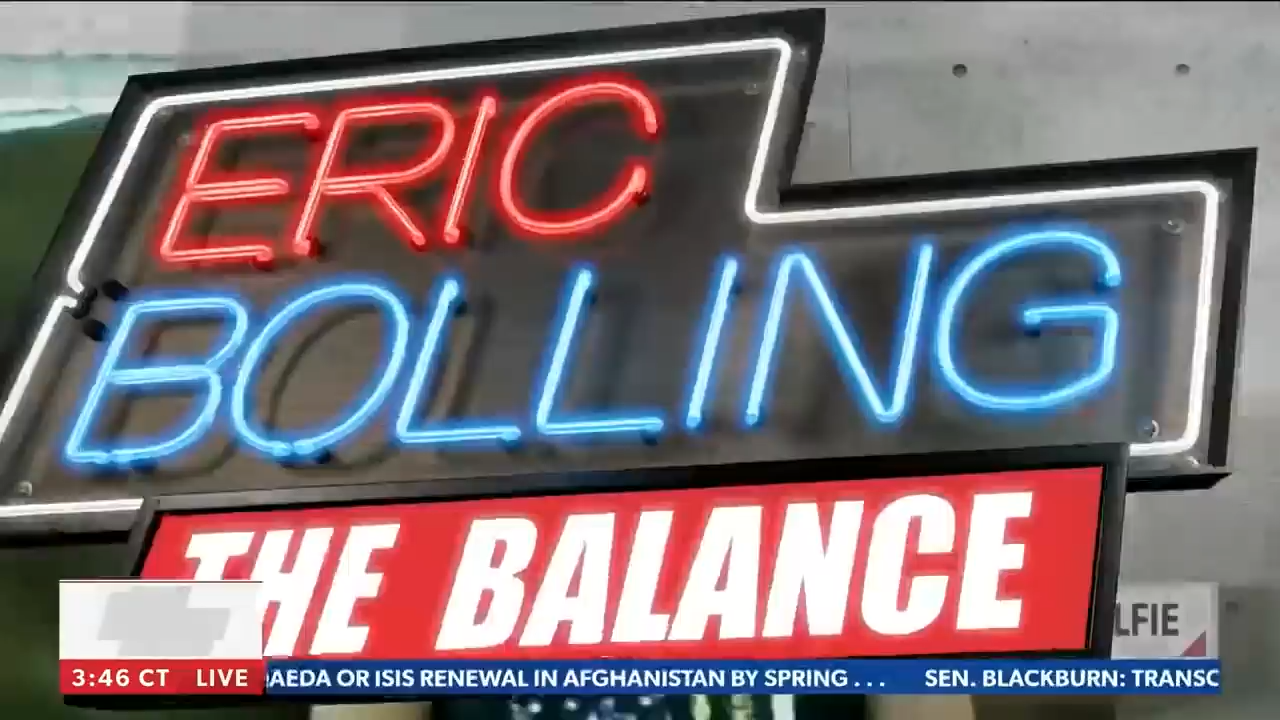 ERIC
BOLLING
THE BALANCE
LFIE
3:46 CT LIVE AEDA OR ISIS RENEWAL IN AFGHANISTAN BY SPRING . . . SEN. BLACKBURN: TRANSC